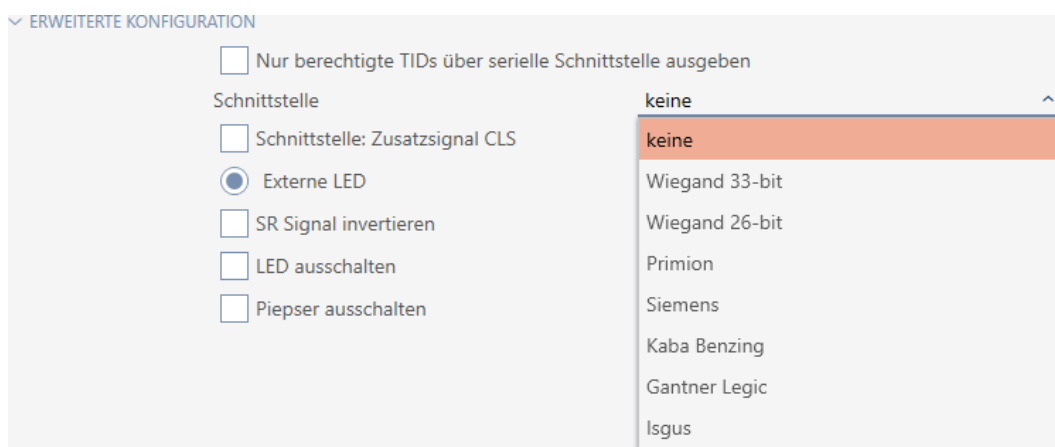 ERWEITERTE KONFIGURATION
Nur berechtigte TIDs über serielle Schnittstelle ausgeben
Schnittstelle
keine
Schnittstelle: Zusatzsignal CLS
keine
Externe LED
Wiegand 33-bit
SR Signal invertieren
Wiegand 26-bit
LED ausschalten
Primion
Piepser ausschalten
Siemens
Kaba Benzing
Gantner Legic
Isgus